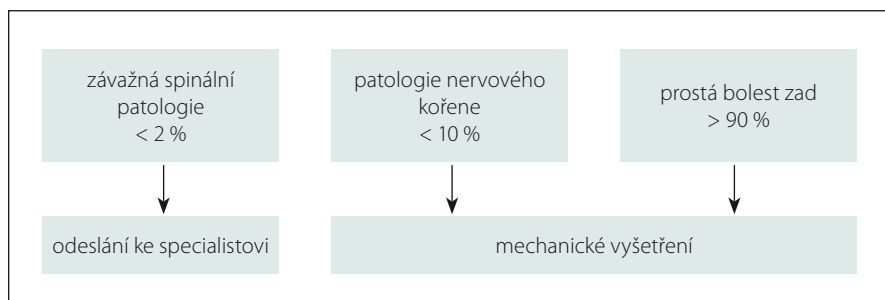 závažná spinální
patologie
< 2 %
patologie nervového
kořene
< 10 %
prostá bolest zad
> 90 %
odeslání ke specialistovi
mechanické vyšetření